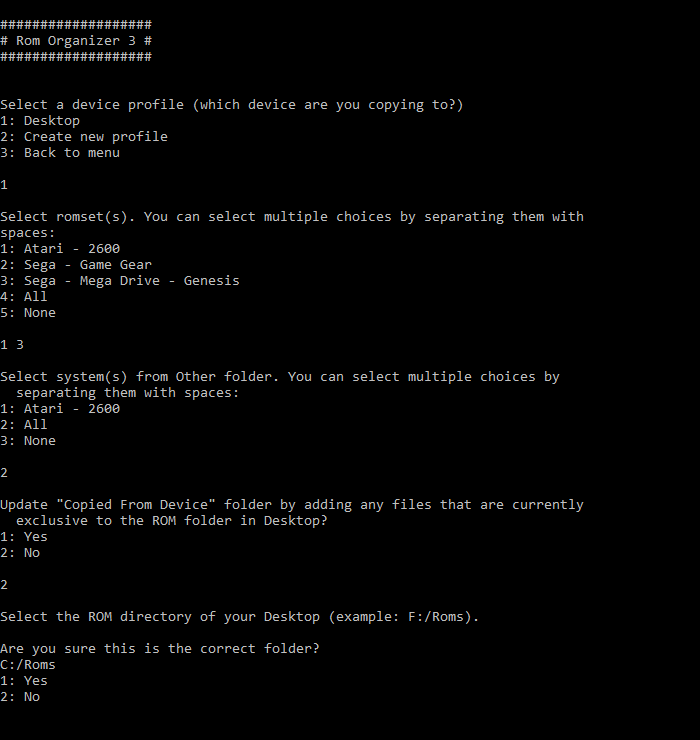 ###################
# Rom Organizer 3 #
###################
Select a device profile (which device are you copying to?)
1: Desktop
2: Create new profile
3: Back to menu
1
Select romset(s). You can select multiple choices by separating them with
spaces:
1: Atari - 2600
2: Sega - Game Gear
3: Sega - Mega Drive - Genesis
4: All
5: None
1 3
Select system(s) from Other folder. You can select multiple choices by
separating them with spaces:
1: Atari - 2600
2: All
3: None
2
Update "Copied From Device" folder by adding any files that are currently
exclusive to the ROM folder in Desktop?
1: Yes
2: No
2
Select the ROM directory of your Desktop (example: F:/Roms).
Are you sure this is the correct folder?
C:/Roms
1: Yes
2: No